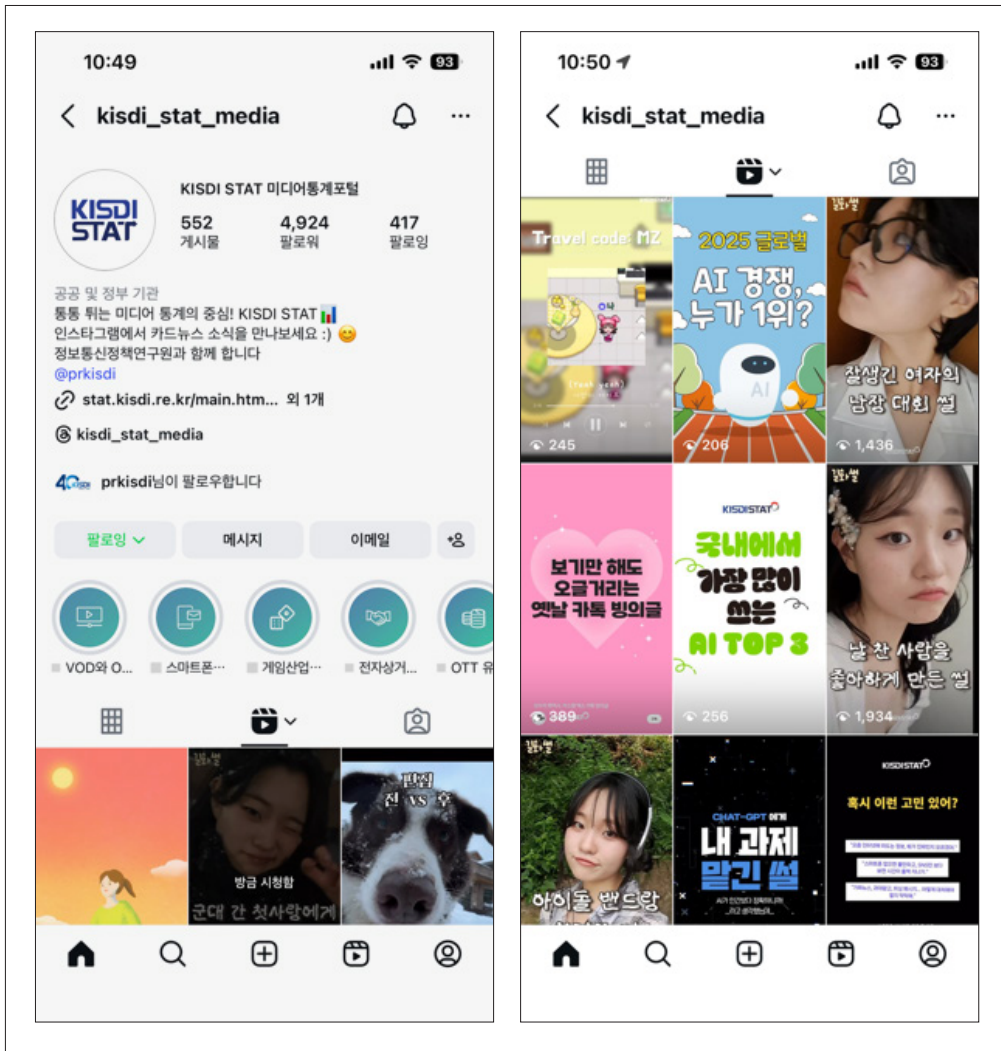 10:49
93
kisdi_stat_media
KISDI
STAT
KISDI STAT 미디어통계포털
552
4,924
417
게시물
팔로워
팔로잉
공공 및 정부 기관
통통 튀는 미디어 통계의 중심! KISDI STAT
인스타그램에서 카드뉴스 소식을 만나보세요 :)
정보통신정책연구원과 함께 합니다
@prkisdi
stat.kisdi.re.kr/main.htm... 외 1개
kisdi_stat_media
prkisdi님이 팔로우합니다
팔로잉
메시지
이메일
VOD와 O...
스마트폰...
게임산업...
전자상거...
OTT 유
방금 시청함
군대 간 첫사랑에게
편집
전 vs 후
10:50
93
kisdi_stat_media
Travel code: MZ
(Yeah yeah)
245
2025 글로벌
AI 경쟁,
누가 1위?
AI
206
잘생긴 여자의
남장 대회 썰
1,436
보기만 해도
오글거리는
옛날 카톡 빙의글
389
KISDISTAT
국내에서
가장 많이
쓰는
AI TOP 3
256
날 찬 사람을
좋아하게 만든 썰
1,934
아이돌 밴드랑
CHAT-GPT 에게
내 과제
맡긴 썰
KISDISTAT
혹시 이런 고민 있어?